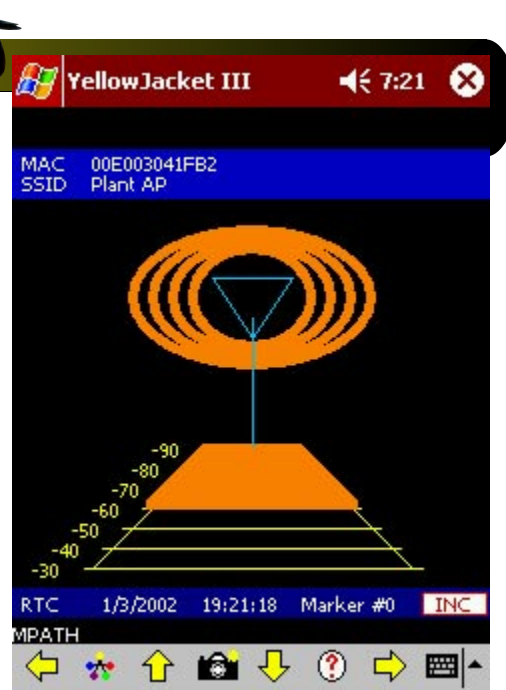 YellowJacket III 7:21
MAC 00E003041FB2
SSID Plant AP
-90
-80
-70
-60
-50
-40
-30
RTC 1/3/2002 19:21:18 Marker #0 INC
MPATH
?